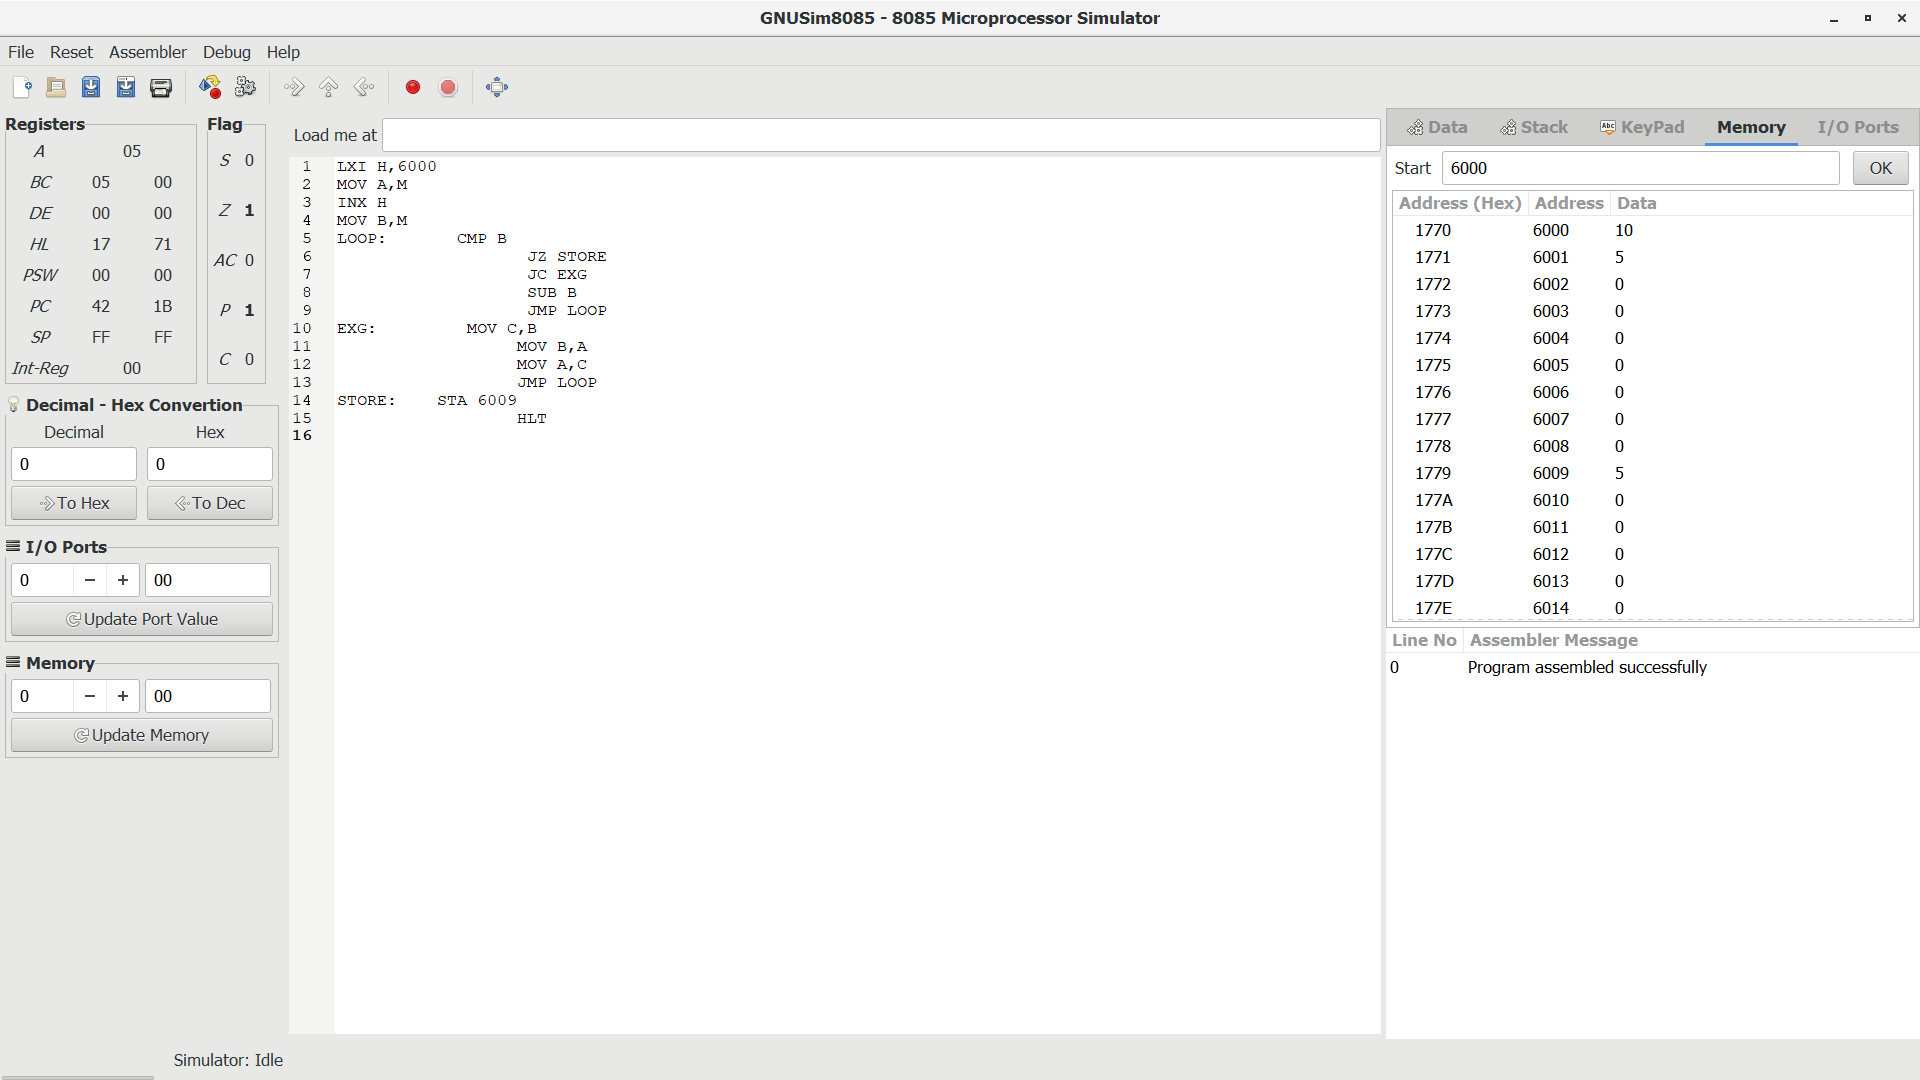 GNUSim8085 - 8085 Microprocessor Simulator
File Reset Assembler Debug Help
Registers
A 05
BC 05 00
DE 00 00
HL 17 71
PSW 00 00
PC 42 1B
SP FF FF
Int-Reg 00
Flag
S 0
Z 1
AC 0
P 1
C 0
Decimal - Hex Convertion
Decimal Hex
0 0
To Hex To Dec
I/O Ports
0 − + 00
Update Port Value
Memory
0 − + 00
Update Memory
Load me at
1 LXI H,6000
2 MOV A,M
3 INX H
4 MOV B,M
5 LOOP: CMP B
6 JZ STORE
7 JC EXG
8 SUB B
9 JMP LOOP
10 EXG: MOV C,B
11 MOV B,A
12 MOV A,C
13 JMP LOOP
14 STORE: STA 6009
15 HLT
16
Data Stack Abc KeyPad Memory I/O Ports
Start 6000 OK
Address (Hex) Address Data
1770 6000 10
1771 6001 5
1772 6002 0
1773 6003 0
1774 6004 0
1775 6005 0
1776 6006 0
1777 6007 0
1778 6008 0
1779 6009 5
177A 6010 0
177B 6011 0
177C 6012 0
177D 6013 0
177E 6014 0
Line No Assembler Message
0 Program assembled successfully
Simulator: Idle